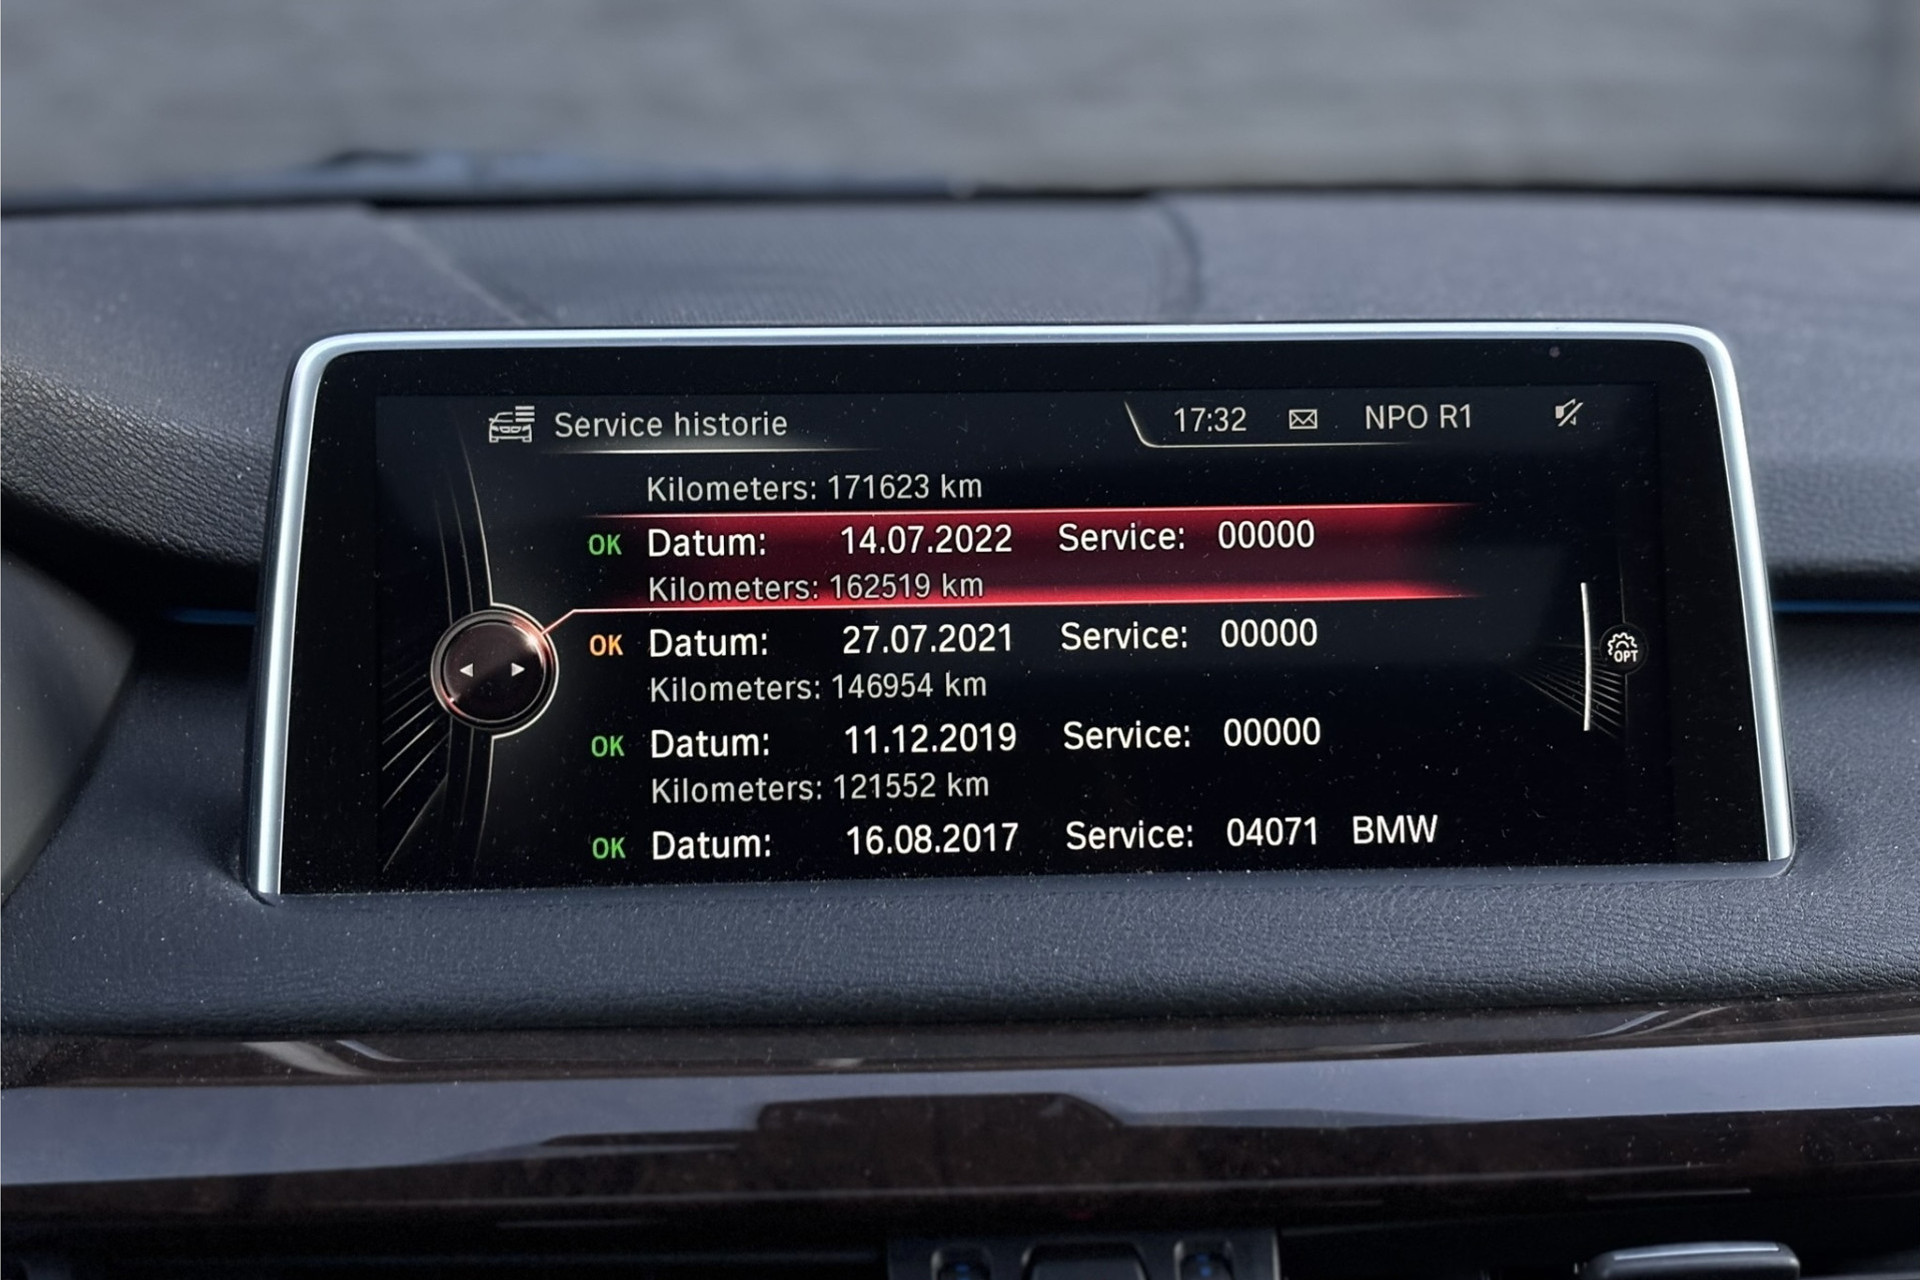 Service historie 17:32 NPO R1
Kilometers: 171623 km
OK Datum: 14.07.2022 Service: 00000
Kilometers: 162519 km
OK Datum: 27.07.2021 Service: 00000
Kilometers: 146954 km
OPT
OK Datum: 11.12.2019 Service: 00000
Kilometers: 121552 km
OK Datum: 16.08.2017 Service: 04071 BMW